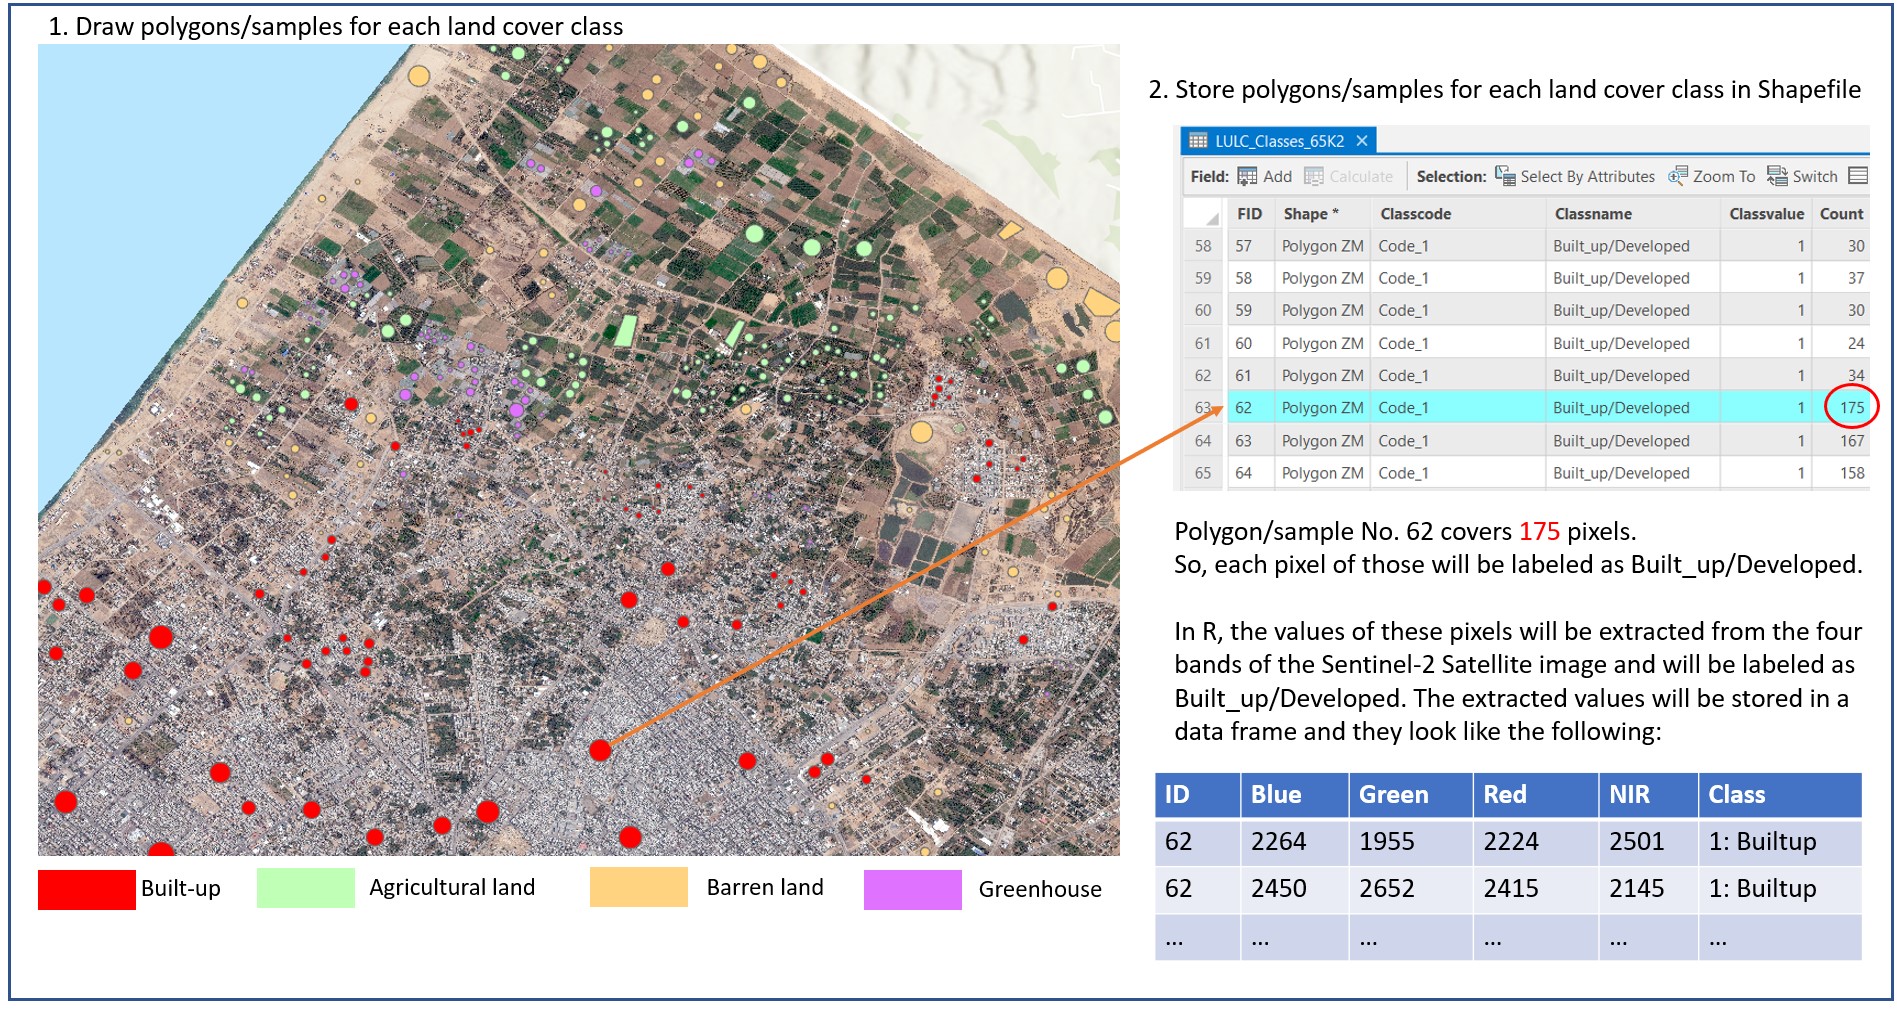 1. Draw polygons/samples for each land cover class
Built-up
Agricultural land
Barren land
Greenhouse
2. Store polygons/samples for each land cover class in Shapefile
LULC_Classes_65K2
Field: Add Calculate Selection: Select By Attributes Zoom To Switch
FID Shape * Classcode Classname Classvalue Count
58 57 Polygon ZM Code_1 Built_up/Developed 1 30
59 58 Polygon ZM Code_1 Built_up/Developed 1 37
60 59 Polygon ZM Code_1 Built_up/Developed 1 30
61 60 Polygon ZM Code_1 Built_up/Developed 1 24
62 61 Polygon ZM Code_1 Built_up/Developed 1 34
63 62 Polygon ZM Code_1 Built_up/Developed 1 175
64 63 Polygon ZM Code_1 Built_up/Developed 1 167
65 64 Polygon ZM Code_1 Built_up/Developed 1 158
Polygon/sample No. 62 covers 175 pixels.
So, each pixel of those will be labeled as Built_up/Developed.
In R, the values of these pixels will be extracted from the four
bands of the Sentinel-2 Satellite image and will be labeled as
Built_up/Developed. The extracted values will be stored in a
data frame and they look like the following:
ID Blue Green Red NIR Class
62 2264 1955 2224 2501 1: Builtup
62 2450 2652 2415 2145 1: Builtup
... ... ... ... ... ...